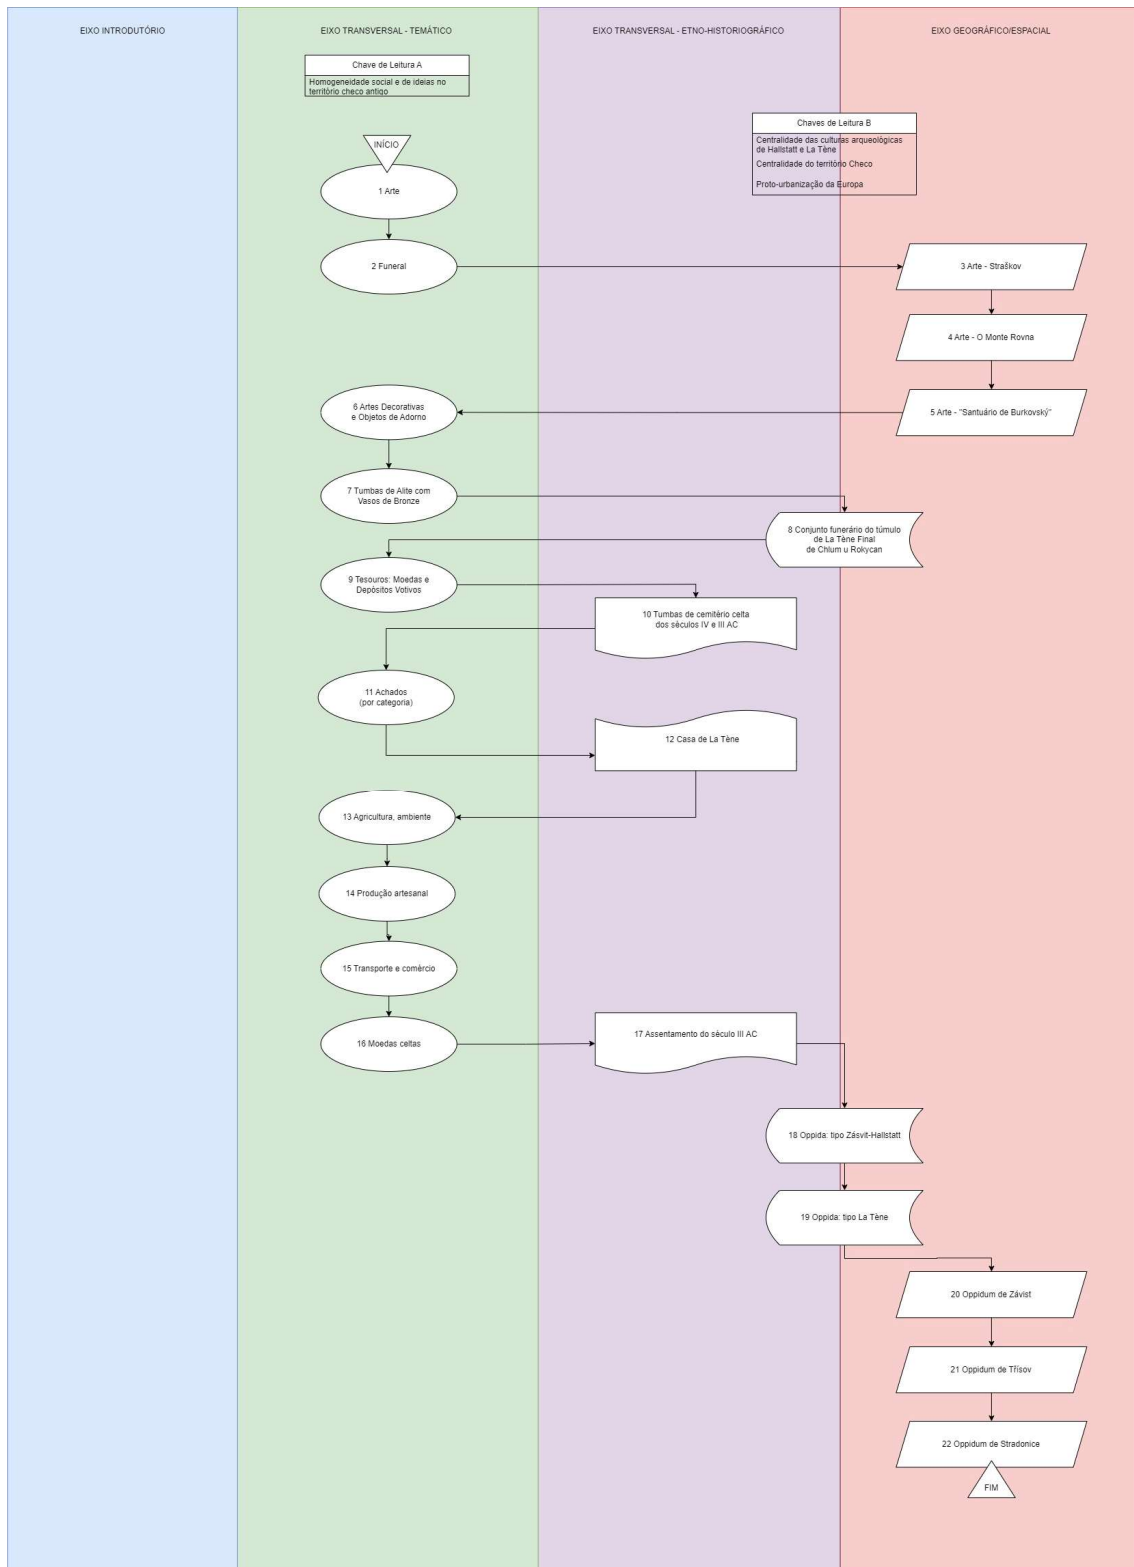 EIXO INTRODUTÓRIO
EIXO TRANSVERSAL - TEMÁTICO
EIXO TRANSVERSAL - ETNO-HISTORIOGRÁFICO
EIXO GEOGRÁFICO/ESPACIAL
Chave de Leitura A
Homogeneidade social e de ideias no
território checo antigo
Chaves de Leitura B
Centralidade das culturas arqueológicas
de Hallstatt e La Tène
Centralidade do território Checo
Proto-urbanização da Europa
INÍCIO
1 Arte
2 Funeral
3 Arte - Straškov
4 Arte - O Monte Rovna
5 Arte - "Santuário de Burkovský"
6 Artes Decorativas
e Objetos de Adorno
7 Tumbas de Alite com
Vasos de Bronze
8 Conjunto funerário do túmulo
de La Tène Final
de Chlum u Rokycan
9 Tesouros: Moedas e
Depósitos Votivos
10 Tumbas de cemitério celta
dos séculos IV e III AC
11 Achados
(por categoria)
12 Casa de La Tène
13 Agricultura, ambiente
14 Produção artesanal
15 Transporte e comércio
16 Moedas celtas
17 Assentamento do século III AC
18 Oppida: tipo Zásvit-Hallstatt
19 Oppida: tipo La Tène
20 Oppidum de Závist
21 Oppidum de Třísov
22 Oppidum de Stradonice
FIM